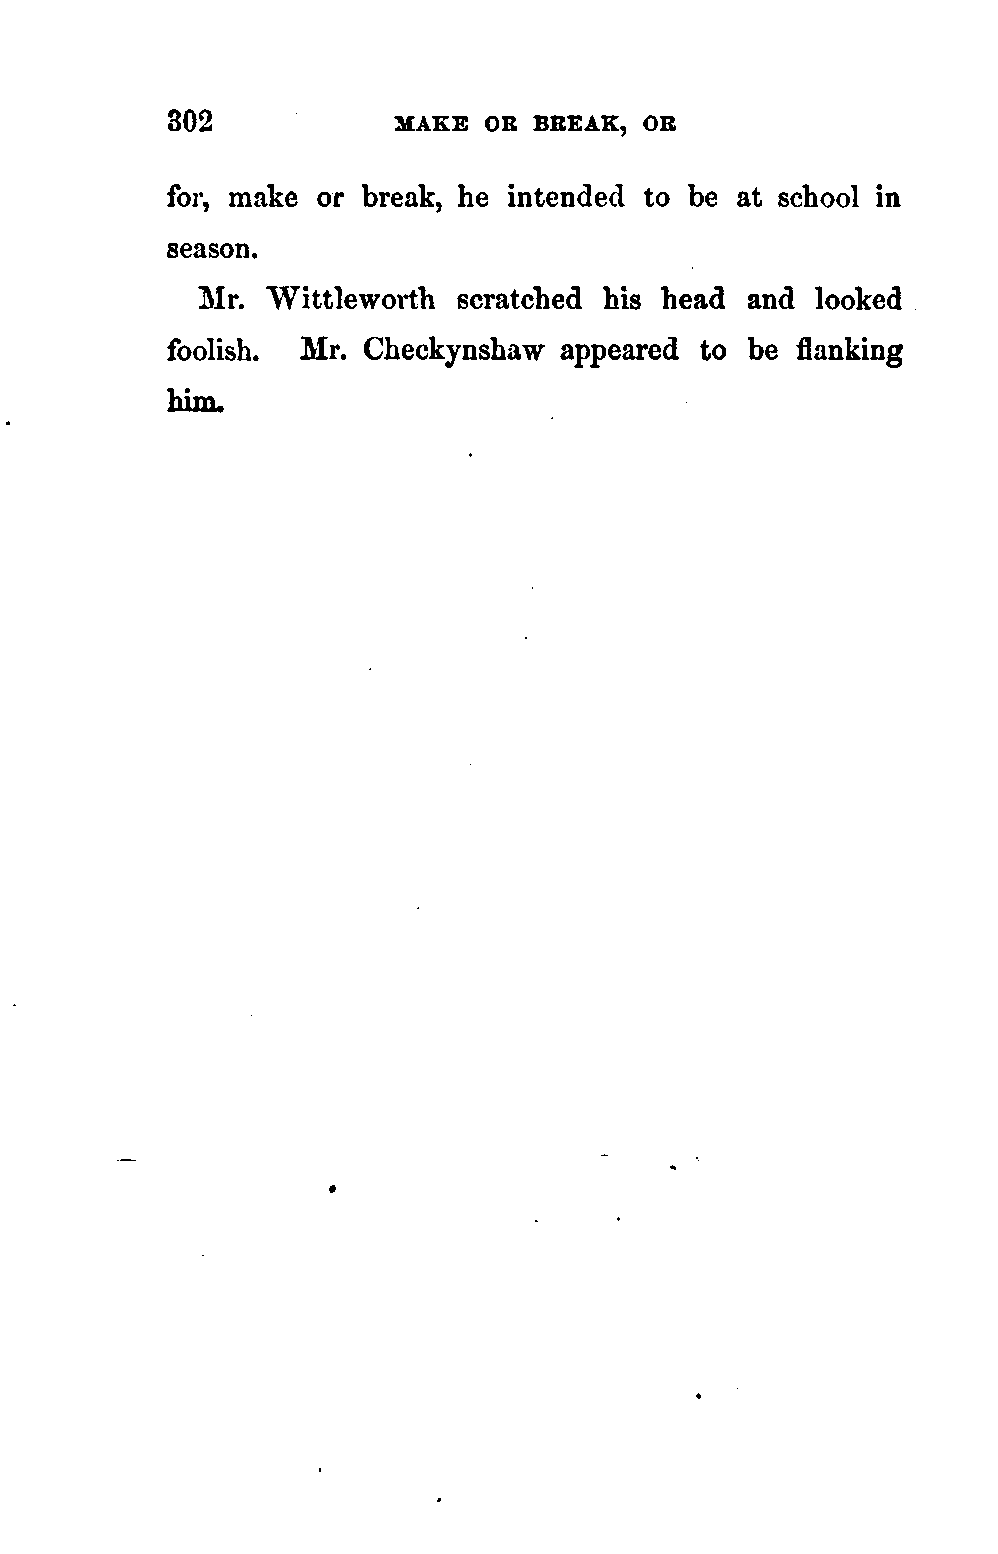 302 MAKE OR BREAK, OR
for, make or break, he intended to be at school in
season.
Mr. Wittleworth scratched his head and looked
foolish. Mr. Checkynshaw appeared to be flanking
him.